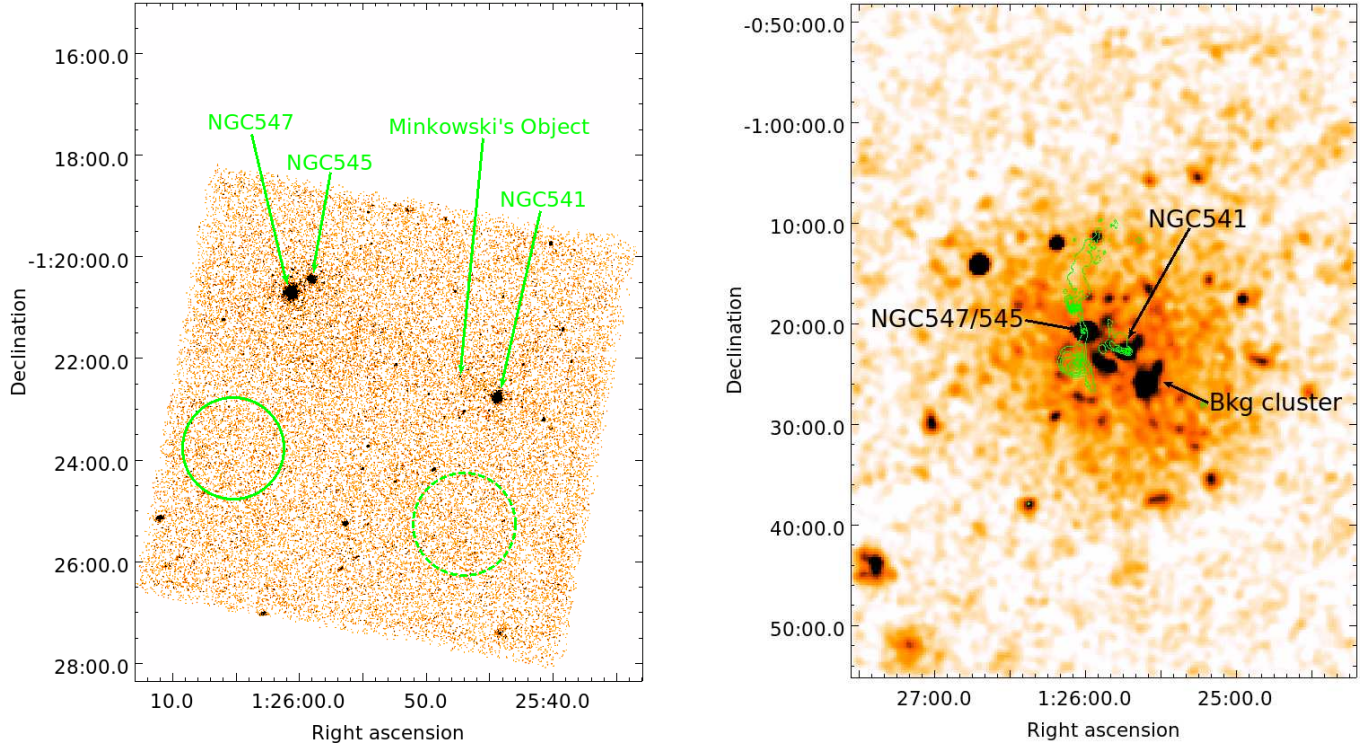 16:00.0
18:00.0
-1:20:00.0
22:00.0
24:00.0
26:00.0
28:00.0
Declination
NGC547
NGC545
Minkowski's Object
NGC541
10.0 1:26:00.0 50.0 25:40.0
Right ascension
-0:50:00.0
-1:00:00.0
10:00.0
20:00.0
30:00.0
40:00.0
50:00.0
Declination
NGC541
NGC547/545
Bkg cluster
27:00.0 1:26:00.0 25:00.0
Right ascension